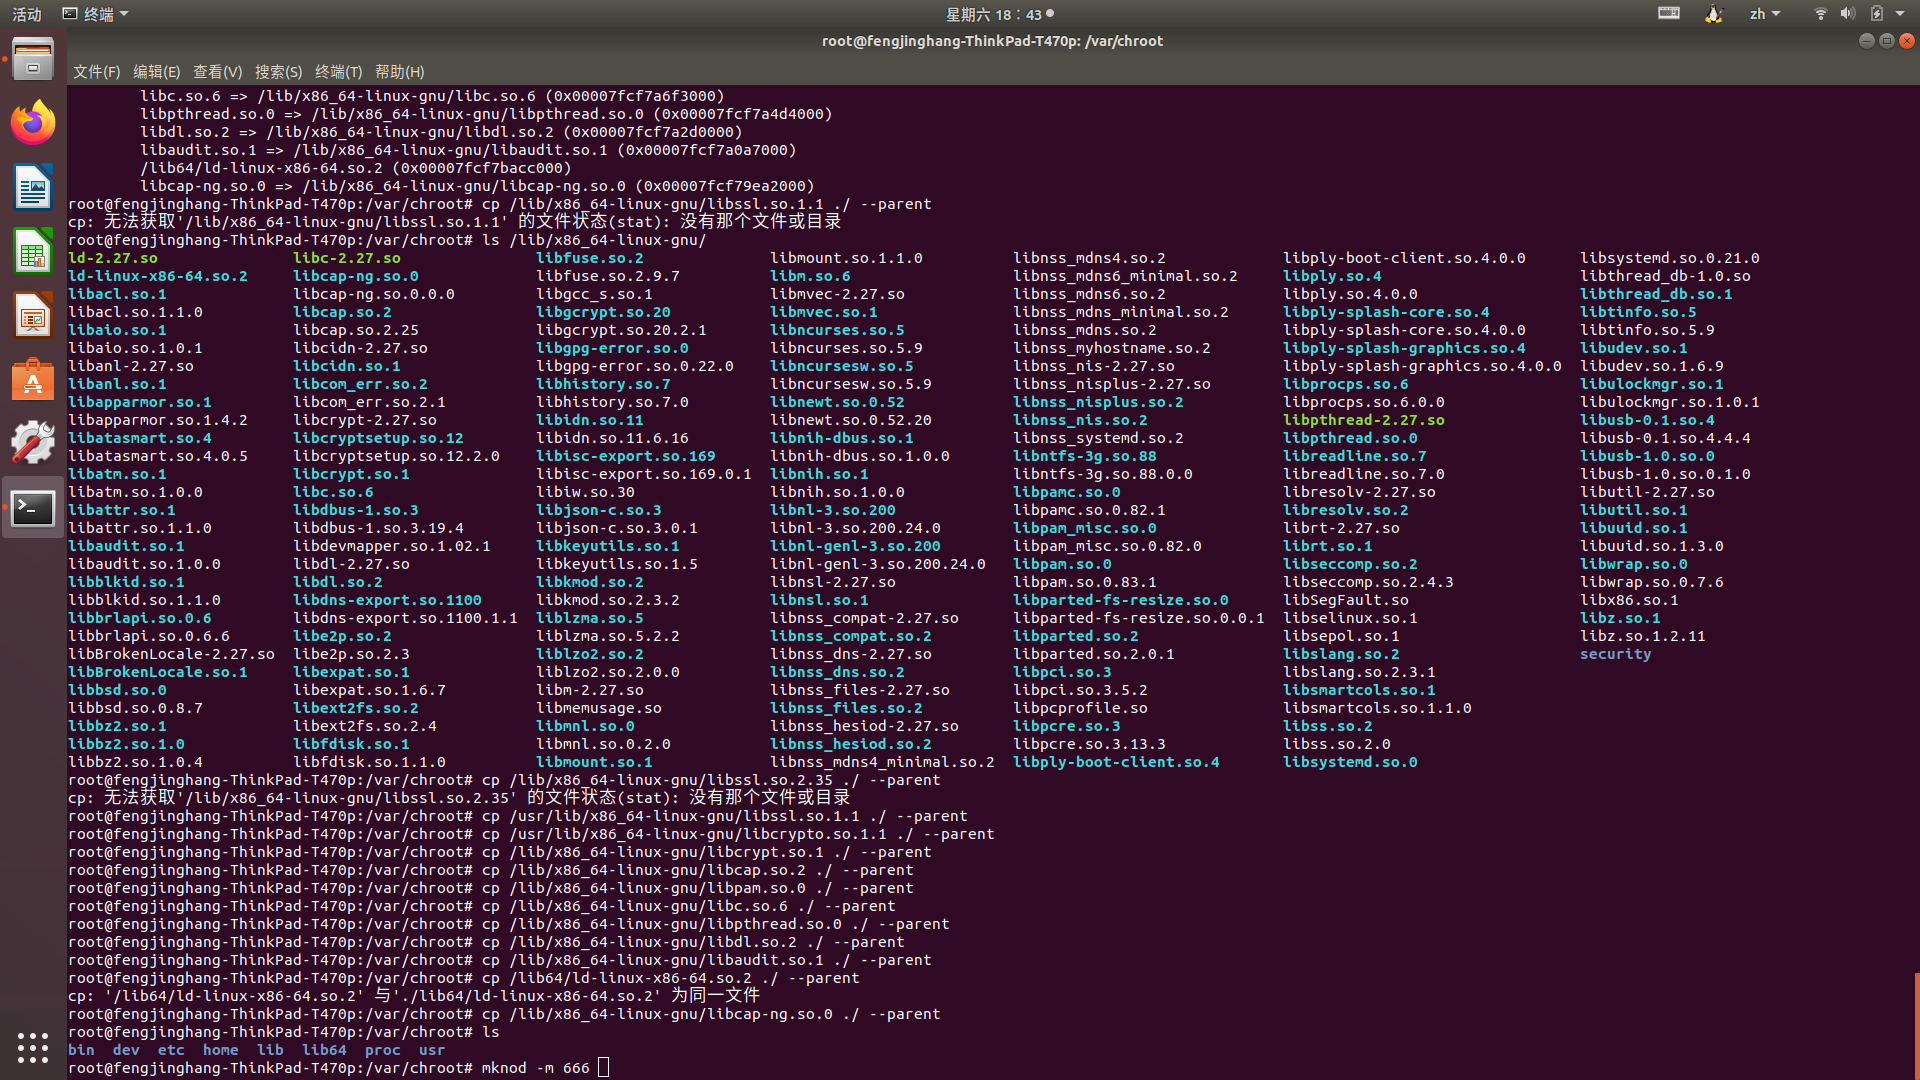 活动 终端 星期六 18：43 zh
root@fengjinghang-ThinkPad-T470p: /var/chroot
文件(F) 编辑(E) 查看(V) 搜索(S) 终端(T) 帮助(H)
libc.so.6 => /lib/x86_64-linux-gnu/libc.so.6 (0x00007fcf7a6f3000)
libpthread.so.0 => /lib/x86_64-linux-gnu/libpthread.so.0 (0x00007fcf7a4d4000)
libdl.so.2 => /lib/x86_64-linux-gnu/libdl.so.2 (0x00007fcf7a2d0000)
libaudit.so.1 => /lib/x86_64-linux-gnu/libaudit.so.1 (0x00007fcf7a0a7000)
/lib64/ld-linux-x86-64.so.2 (0x00007fcf7bacc000)
libcap-ng.so.0 => /lib/x86_64-linux-gnu/libcap-ng.so.0 (0x00007fcf79ea2000)
root@fengjinghang-ThinkPad-T470p:/var/chroot# cp /lib/x86_64-linux-gnu/libssl.so.1.1 ./ --parent
cp: 无法获取'/lib/x86_64-linux-gnu/libssl.so.1.1' 的文件状态(stat): 没有那个文件或目录
root@fengjinghang-ThinkPad-T470p:/var/chroot# ls /lib/x86_64-linux-gnu/
ld-2.27.so libc-2.27.so libfuse.so.2 libmount.so.1.1.0 libnss_mdns4.so.2 libply-boot-client.so.4.0.0 libsystemd.so.0.21.0
ld-linux-x86-64.so.2 libcap-ng.so.0 libfuse.so.2.9.7 libm.so.6 libnss_mdns6_minimal.so.2 libply.so.4 libthread_db-1.0.so
libacl.so.1 libcap-ng.so.0.0.0 libgcc_s.so.1 libmvec-2.27.so libnss_mdns6.so.2 libply.so.4.0.0 libthread_db.so.1
libacl.so.1.1.0 libcap.so.2 libgcrypt.so.20 libmvec.so.1 libnss_mdns_minimal.so.2 libply-splash-core.so.4 libtinfo.so.5
libaio.so.1 libcap.so.2.25 libgcrypt.so.20.2.1 libncurses.so.5 libnss_mdns.so.2 libply-splash-core.so.4.0.0 libtinfo.so.5.9
libaio.so.1.0.1 libcidn-2.27.so libgpg-error.so.0 libncurses.so.5.9 libnss_myhostname.so.2 libply-splash-graphics.so.4 libudev.so.1
libanl-2.27.so libcidn.so.1 libgpg-error.so.0.22.0 libncursesw.so.5 libnss_nis-2.27.so libply-splash-graphics.so.4.0.0 libudev.so.1.6.9
libanl.so.1 libcom_err.so.2 libhistory.so.7 libncursesw.so.5.9 libnss_nisplus-2.27.so libprocps.so.6 libulockmgr.so.1
libapparmor.so.1 libcom_err.so.2.1 libhistory.so.7.0 libnewt.so.0.52 libnss_nisplus.so.2 libprocps.so.6.0.0 libulockmgr.so.1.0.1
libapparmor.so.1.4.2 libcrypt-2.27.so libidn.so.11 libnewt.so.0.52.20 libnss_nis.so.2 libpthread-2.27.so libusb-0.1.so.4
libatasmart.so.4 libcryptsetup.so.12 libidn.so.11.6.16 libnih-dbus.so.1 libnss_systemd.so.2 libpthread.so.0 libusb-0.1.so.4.4.4
libatasmart.so.4.0.5 libcryptsetup.so.12.2.0 libisc-export.so.169 libnih-dbus.so.1.0.0 libntfs-3g.so.88 libreadline.so.7 libusb-1.0.so.0
libatm.so.1 libcrypt.so.1 libisc-export.so.169.0.1 libnih.so.1 libntfs-3g.so.88.0.0 libreadline.so.7.0 libusb-1.0.so.0.1.0
libatm.so.1.0.0 libc.so.6 libiw.so.30 libnih.so.1.0.0 libpamc.so.0 libresolv-2.27.so libutil-2.27.so
libattr.so.1 libdbus-1.so.3 libjson-c.so.3 libnl-3.so.200 libpamc.so.0.82.1 libresolv.so.2 libutil.so.1
libattr.so.1.1.0 libdbus-1.so.3.19.4 libjson-c.so.3.0.1 libnl-3.so.200.24.0 libpam_misc.so.0 librt-2.27.so libuuid.so.1
libaudit.so.1 libdevmapper.so.1.02.1 libkeyutils.so.1 libnl-genl-3.so.200 libpam_misc.so.0.82.0 librt.so.1 libuuid.so.1.3.0
libaudit.so.1.0.0 libdl-2.27.so libkeyutils.so.1.5 libnl-genl-3.so.200.24.0 libpam.so.0 libseccomp.so.2 libwrap.so.0
libblkid.so.1 libdl.so.2 libkmod.so.2 libnsl-2.27.so libpam.so.0.83.1 libseccomp.so.2.4.3 libwrap.so.0.7.6
libblkid.so.1.1.0 libdns-export.so.1100 libkmod.so.2.3.2 libnsl.so.1 libparted-fs-resize.so.0 libSegFault.so libx86.so.1
libbrlapi.so.0.6 libdns-export.so.1100.1.1 liblzma.so.5 libnss_compat-2.27.so libparted-fs-resize.so.0.0.1 libselinux.so.1 libz.so.1
libbrlapi.so.0.6.6 libe2p.so.2 liblzma.so.5.2.2 libnss_compat.so.2 libparted.so.2 libsepol.so.1 libz.so.1.2.11
libBrokenLocale-2.27.so libe2p.so.2.3 liblzo2.so.2 libnss_dns-2.27.so libparted.so.2.0.1 libslang.so.2 security
libBrokenLocale.so.1 libexpat.so.1 liblzo2.so.2.0.0 libnss_dns.so.2 libpci.so.3 libslang.so.2.3.1
libbsd.so.0 libexpat.so.1.6.7 libm-2.27.so libnss_files-2.27.so libpci.so.3.5.2 libsmartcols.so.1
libbsd.so.0.8.7 libext2fs.so.2 libmemusage.so libnss_files.so.2 libpcprofile.so libsmartcols.so.1.1.0
libbz2.so.1 libext2fs.so.2.4 libmnl.so.0 libnss_hesiod-2.27.so libpcre.so.3 libss.so.2
libbz2.so.1.0 libfdisk.so.1 libmnl.so.0.2.0 libnss_hesiod.so.2 libpcre.so.3.13.3 libss.so.2.0
libbz2.so.1.0.4 libfdisk.so.1.1.0 libmount.so.1 libnss_mdns4_minimal.so.2 libply-boot-client.so.4 libsystemd.so.0
root@fengjinghang-ThinkPad-T470p:/var/chroot# cp /lib/x86_64-linux-gnu/libssl.so.2.35 ./ --parent
cp: 无法获取'/lib/x86_64-linux-gnu/libssl.so.2.35' 的文件状态(stat): 没有那个文件或目录
root@fengjinghang-ThinkPad-T470p:/var/chroot# cp /usr/lib/x86_64-linux-gnu/libssl.so.1.1 ./ --parent
root@fengjinghang-ThinkPad-T470p:/var/chroot# cp /usr/lib/x86_64-linux-gnu/libcrypto.so.1.1 ./ --parent
root@fengjinghang-ThinkPad-T470p:/var/chroot# cp /lib/x86_64-linux-gnu/libcrypt.so.1 ./ --parent
root@fengjinghang-ThinkPad-T470p:/var/chroot# cp /lib/x86_64-linux-gnu/libcap.so.2 ./ --parent
root@fengjinghang-ThinkPad-T470p:/var/chroot# cp /lib/x86_64-linux-gnu/libpam.so.0 ./ --parent
root@fengjinghang-ThinkPad-T470p:/var/chroot# cp /lib/x86_64-linux-gnu/libc.so.6 ./ --parent
root@fengjinghang-ThinkPad-T470p:/var/chroot# cp /lib/x86_64-linux-gnu/libpthread.so.0 ./ --parent
root@fengjinghang-ThinkPad-T470p:/var/chroot# cp /lib/x86_64-linux-gnu/libdl.so.2 ./ --parent
root@fengjinghang-ThinkPad-T470p:/var/chroot# cp /lib/x86_64-linux-gnu/libaudit.so.1 ./ --parent
root@fengjinghang-ThinkPad-T470p:/var/chroot# cp /lib64/ld-linux-x86-64.so.2 ./ --parent
cp: '/lib64/ld-linux-x86-64.so.2' 与'./lib64/ld-linux-x86-64.so.2' 为同一文件
root@fengjinghang-ThinkPad-T470p:/var/chroot# cp /lib/x86_64-linux-gnu/libcap-ng.so.0 ./ --parent
root@fengjinghang-ThinkPad-T470p:/var/chroot# ls
bin dev etc home lib lib64 proc usr
root@fengjinghang-ThinkPad-T470p:/var/chroot# mknod -m 666